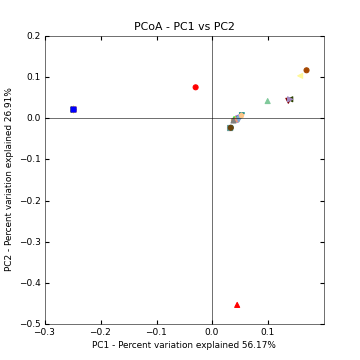 PCoA - PC1 vs PC2
0.2
0.1
0.0
−0.1
−0.2
−0.3
−0.4
−0.5
−0.3 −0.2 −0.1 0.0 0.1
PC2 - Percent variation explained 26.91%
PC1 - Percent variation explained 56.17%